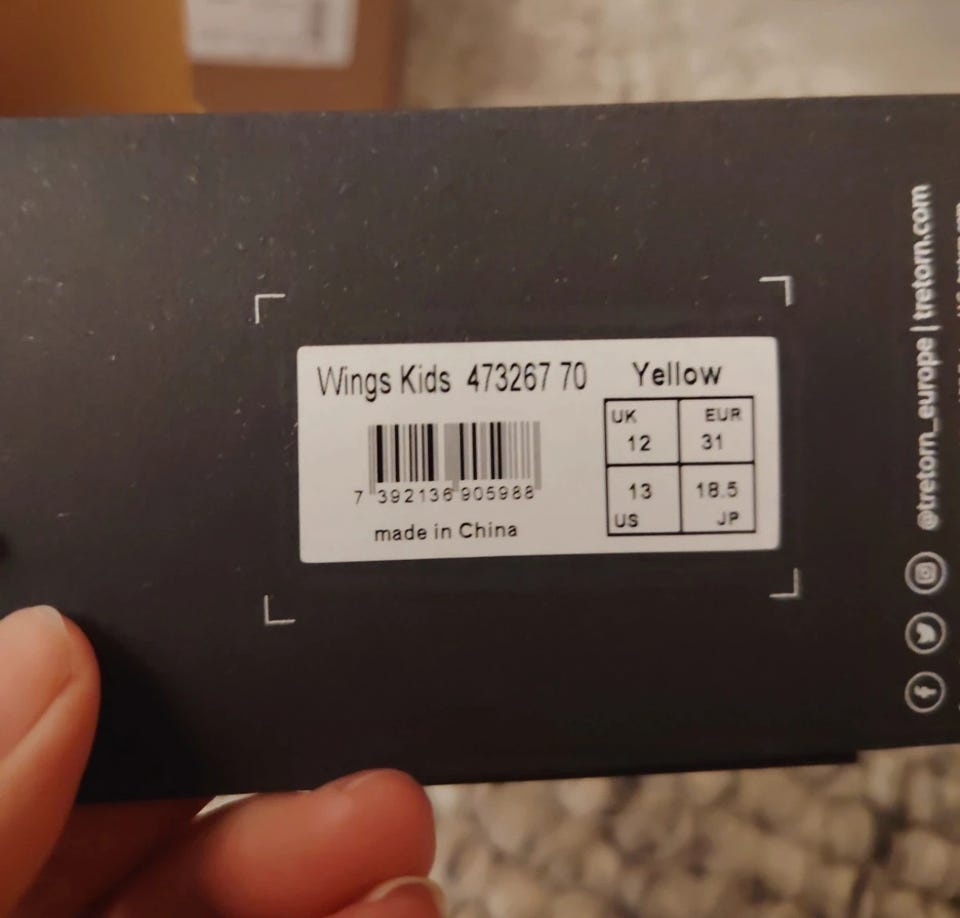 Wings Kids 473267 70 Yellow
UK EUR
12 31
13 18.5
US JP
7 392136 905988
made in China
@tretorn_europe | tretorn.com